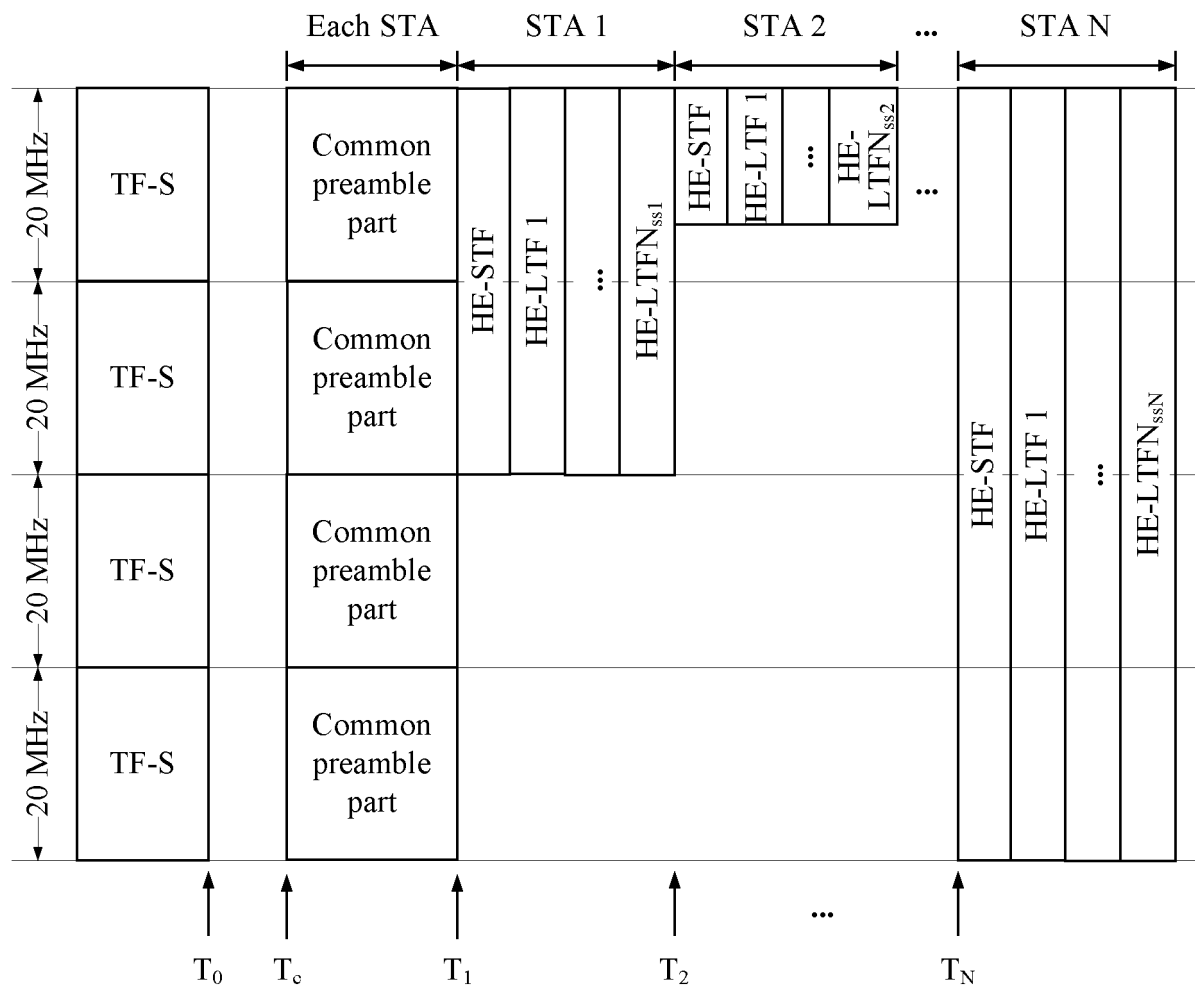 Each STA STA 1 STA 2 ... STA N
20 MHz
TF-S
Common
preamble
part
20 MHz
TF-S
Common
preamble
part
20 MHz
TF-S
Common
preamble
part
20 MHz
TF-S
Common
preamble
part
HE-STF
HE-LTF 1
...
HE-LTFNss1
HE-STF
HE-LTF 1
...
HE-
LTFNss2
...
HE-STF
HE-LTF 1
...
HE-LTFNssN
...
T0 Tc T1 T2 TN